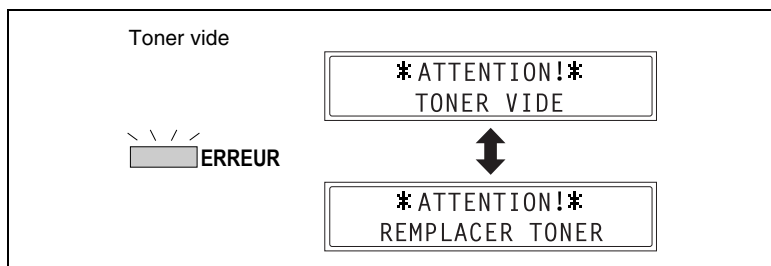 Toner vide
*ATTENTION!*
TONER VIDE
ERREUR
*ATTENTION!*
REMPLACER TONER